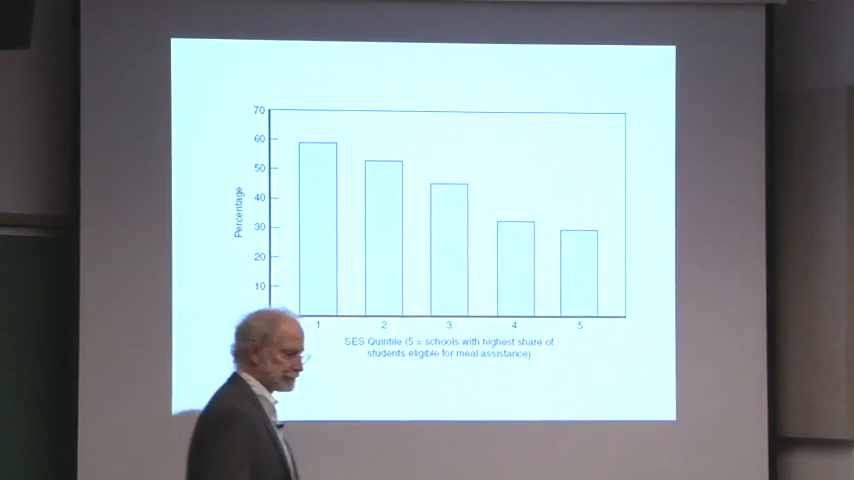 70
60
50
40
30
20
10
Percentage
1 2 3 4 5
SES Quintile (5 = schools with highest share of
students eligible for meal assistance)